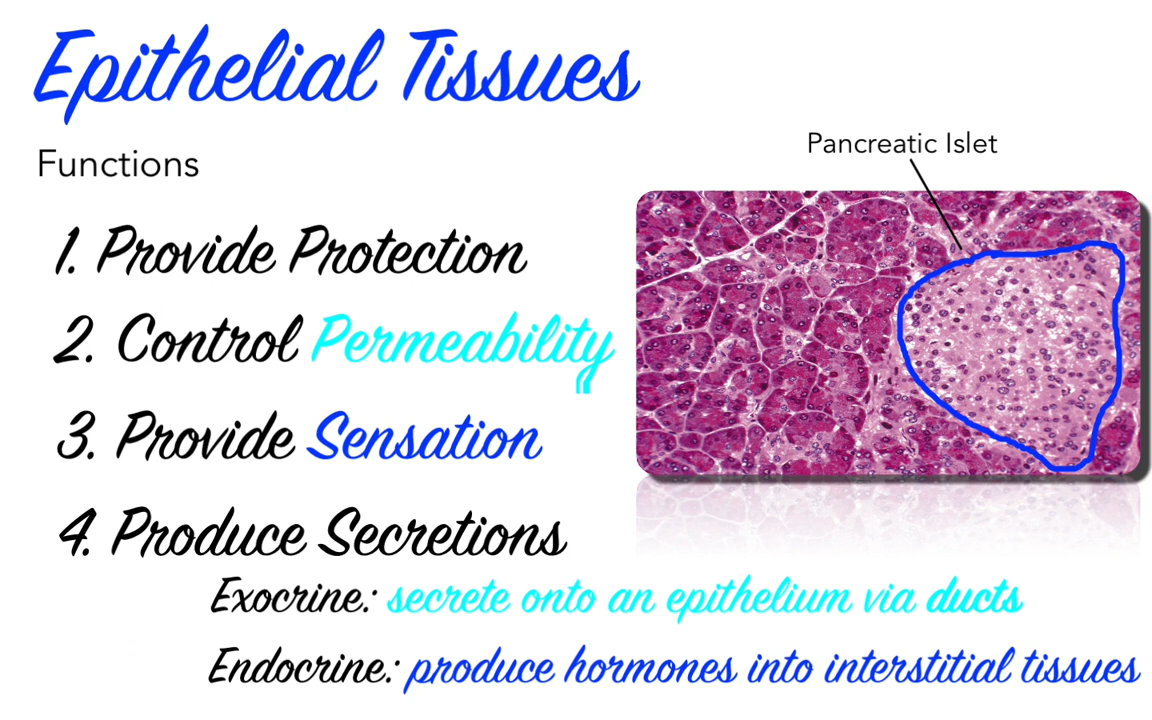 Epithelial Tissues
Pancreatic Islet
Functions
1. Provide Protection
2. Control Permeability
3. Provide Sensation
4. Produce Secretions
Exocrine: secrete onto an epithelium via ducts
Endocrine: produce hormones into interstitial tissues